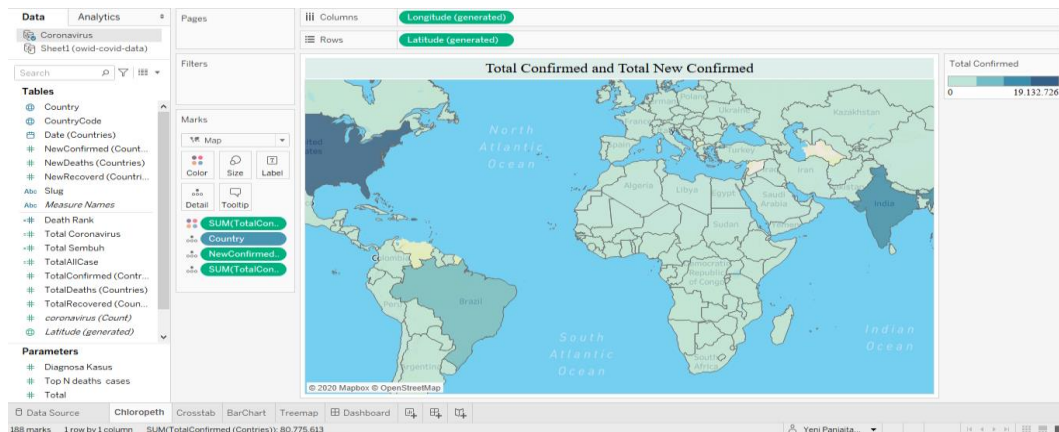 Data
Analytics
Coronavirus
Sheet1 (owid-covid-data)
Search
Tables
Country
CountryCode
Date (Countries)
NewConfirmed (Count...
NewDeaths (Countries)
NewRecoverd (Countri...
Abc Slug
Abc Measure Names
Death Rank
Total Coronavirus
Total Sembuh
TotalAllCase
TotalConfirmed (Contr...
TotalDeaths (Countries)
TotalRecovered (Coun...
coronavirus (Count)
Latitude (generated)
Parameters
Diagnosa Kasus
Top N deaths cases
Total
Pages
Filters
Marks
Map
Color
Size
Label
Detail
Tooltip
SUM(TotalCon..
Country
NewConfirmed..
SUM(TotalCon..
Columns
Longitude (generated)
Rows
Latitude (generated)
Total Confirmed and Total New Confirmed
North
Atlantic
Ocean
Ukraine
Kazakhstan
France
Spain
Turkey
Iran
Algeria
Libya
Egypt
Saudi
Arabia
India
Sudan
Yemen
Colombia
Democratic
Republic
of Congo
Peru
Brazil
South
Atlantic
Ocean
Indian
Ocean
South
Africa
Argentina
© 2020 Mapbox © OpenStreetMap
Total Confirmed
0
19.132.726
Data Source
Chloropeth
Crosstab
BarChart
Treemap
Dashboard
188 marks
1 row by 1 column
SUM(TotalConfirmed (Contries)): 80.775.613
Yeni Panjaita...